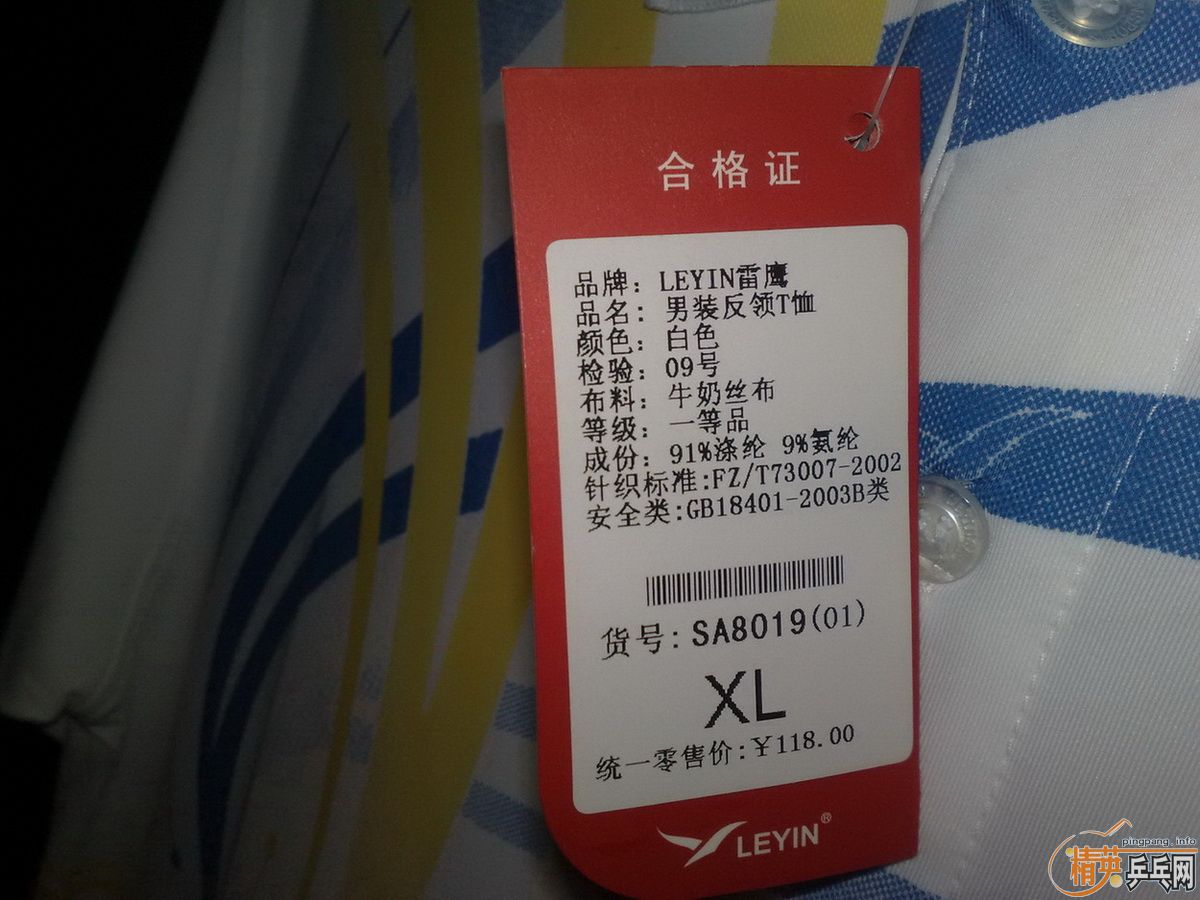 合格证
品牌：LEYIN雷鹰
品名：男装反领T恤
颜色：白色
检验：09号
布料：牛奶丝布
等级：一等品
成份：91%涤纶 9%氨纶
针织标准:FZ/T73007-2002
安全类:GB18401-2003B类
货号:SA8019(01)
XL
统一零售价:￥118.00
LEYIN®
pingpang.info
精英乒乓网